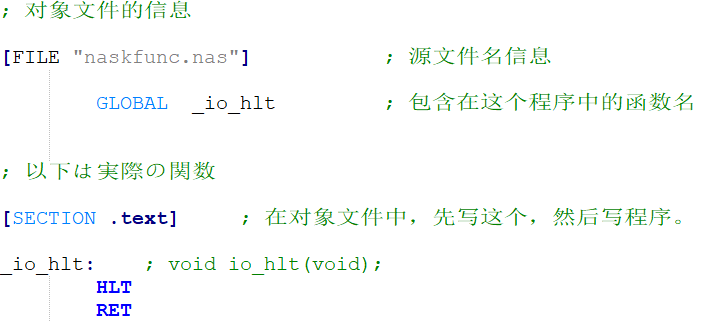 ; 对象文件的信息
[FILE "naskfunc.nas"] ; 源文件名信息
GLOBAL _io_hlt ; 包含在这个程序中的函数名
; 以下は実際の関数
[SECTION .text] ; 在对象文件中，先写这个，然后写程序。
_io_hlt: ; void io_hlt(void);
HLT
RET